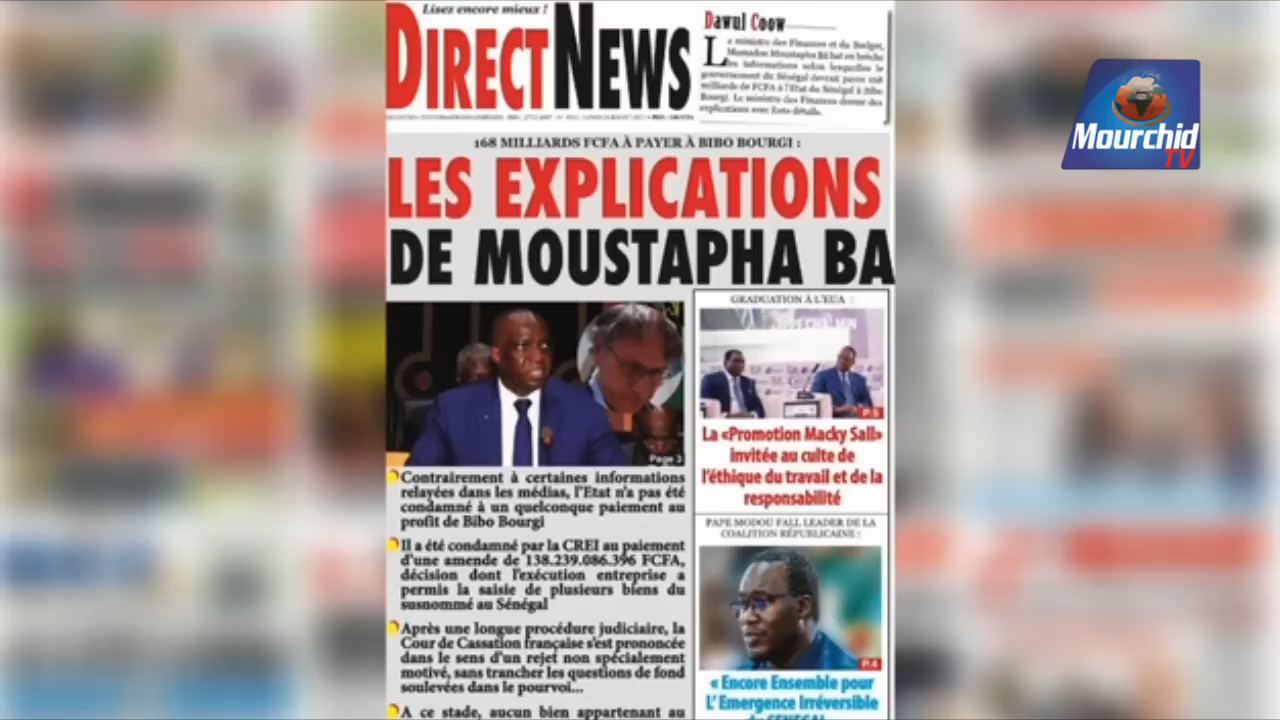 Lisez encore mieux !
DIRECT NEWS
Dawul Coow
Le ministre des Finances et du Budget,
Mamadou Moustapha Bâ bat en brèche
les informations selon lesquelles le
gouvernement du Sénégal devrait payer 168
milliards de FCFA à l'Etat du Sénégal à Bibo
Bourgi. Le ministre des Finances donne des
explications avec forts détails.
Mourchid
TV
168 MILLIARDS FCFA À PAYER À BIBO BOURGI :
LES EXPLICATIONS
DE MOUSTAPHA BA
Page 3
Contrairement à certaines informations
relayées dans les médias, l'Etat n'a pas été
condamné à un quelconque paiement au
profit de Bibo Bourgi
Il a été condamné par la CREI au paiement
d'une amende de 138.239.086.396 FCFA,
décision dont l'exécution entreprise a
permis la saisie de plusieurs biens du
susnommé au Sénégal
Après une longue procédure judiciaire, la
Cour de Cassation française s'est prononcée
dans le sens d'un rejet non spécialement
motivé, sans trancher les questions de fond
soulevées dans le pourvoi...
A ce stade, aucun bien appartenant au
GRADUATION À L'EUA :
P.5
La «Promotion Macky Sall»
invitée au culte de
l'éthique du travail et de la
responsabilité
PAPE MODOU FALL LEADER DE LA
COALITION RÉPUBLICAINE :
P.4
« Encore Ensemble pour
L' Emergence Irréversible
du SENEGAL